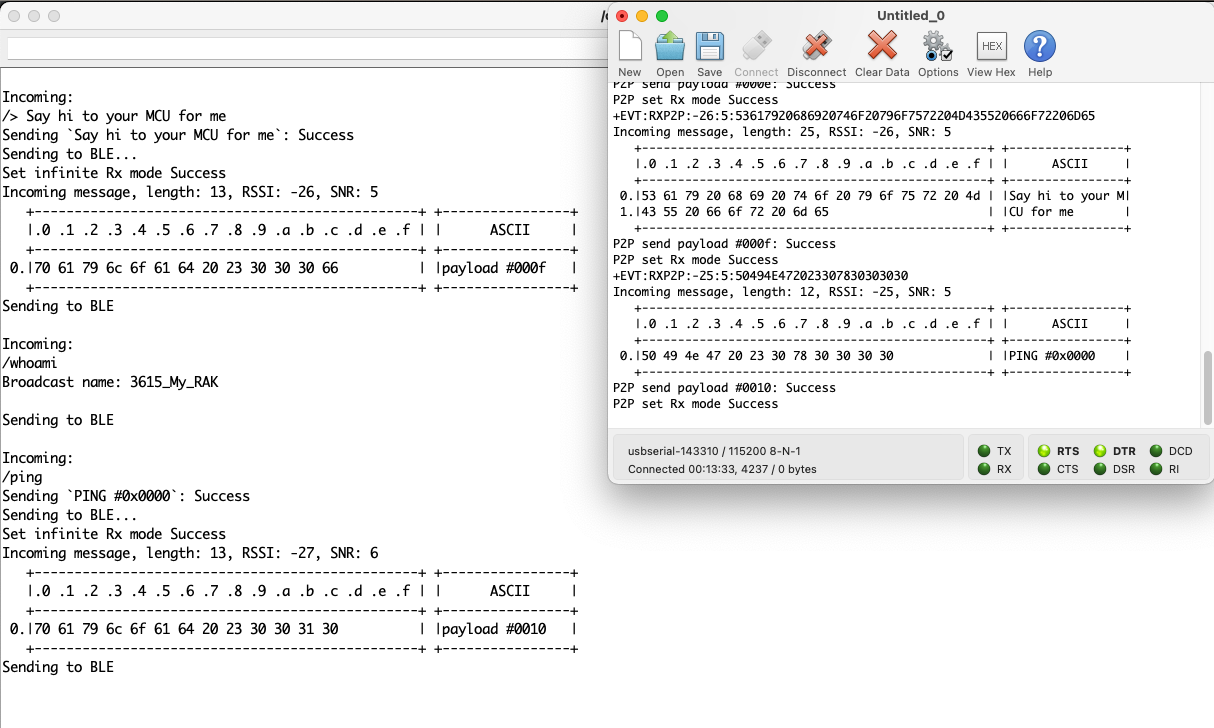 /
Incoming:
/> Say hi to your MCU for me
Sending `Say hi to your MCU for me`: Success
Sending to BLE...
Set infinite Rx mode Success
Incoming message, length: 13, RSSI: -26, SNR: 5
+------------------------------------------------+ +----------------+
|.0 .1 .2 .3 .4 .5 .6 .7 .8 .9 .a .b .c .d .e .f | |      ASCII     |
+------------------------------------------------+ +----------------+
0.|70 61 79 6c 6f 61 64 20 23 30 30 30 66          | |payload #000f   |
+------------------------------------------------+ +----------------+
Sending to BLE
Incoming:
/whoami
Broadcast name: 3615_My_RAK
Sending to BLE
Incoming:
/ping
Sending `PING #0x0000`: Success
Sending to BLE...
Set infinite Rx mode Success
Incoming message, length: 13, RSSI: -27, SNR: 6
+------------------------------------------------+ +----------------+
|.0 .1 .2 .3 .4 .5 .6 .7 .8 .9 .a .b .c .d .e .f | |      ASCII     |
+------------------------------------------------+ +----------------+
0.|70 61 79 6c 6f 61 64 20 23 30 30 31 30          | |payload #0010   |
+------------------------------------------------+ +----------------+
Sending to BLE
Untitled_0
New Open Save Connect Disconnect Clear Data Options View Hex Help
HEX
P2P send payload #000e: Success
P2P set Rx mode Success
+EVT:RXP2P:-26:5:53617920686920746F20796F7572204D435520666F72206D65
Incoming message, length: 25, RSSI: -26, SNR: 5
+------------------------------------------------+ +----------------+
|.0 .1 .2 .3 .4 .5 .6 .7 .8 .9 .a .b .c .d .e .f | |      ASCII     |
+------------------------------------------------+ +----------------+
0.|53 61 79 20 68 69 20 74 6f 20 79 6f 75 72 20 4d | |Say hi to your M|
1.|43 55 20 66 6f 72 20 6d 65                      | |CU for me       |
+------------------------------------------------+ +----------------+
P2P send payload #000f: Success
P2P set Rx mode Success
+EVT:RXP2P:-25:5:50494E472023307830303030
Incoming message, length: 12, RSSI: -25, SNR: 5
+------------------------------------------------+ +----------------+
|.0 .1 .2 .3 .4 .5 .6 .7 .8 .9 .a .b .c .d .e .f | |      ASCII     |
+------------------------------------------------+ +----------------+
0.|50 49 4e 47 20 23 30 78 30 30 30 30             | |PING #0x0000    |
+------------------------------------------------+ +----------------+
P2P send payload #0010: Success
P2P set Rx mode Success
usbserial-143310 / 115200 8-N-1
Connected 00:13:33, 4237 / 0 bytes
TX RTS DTR DCD
RX CTS DSR RI